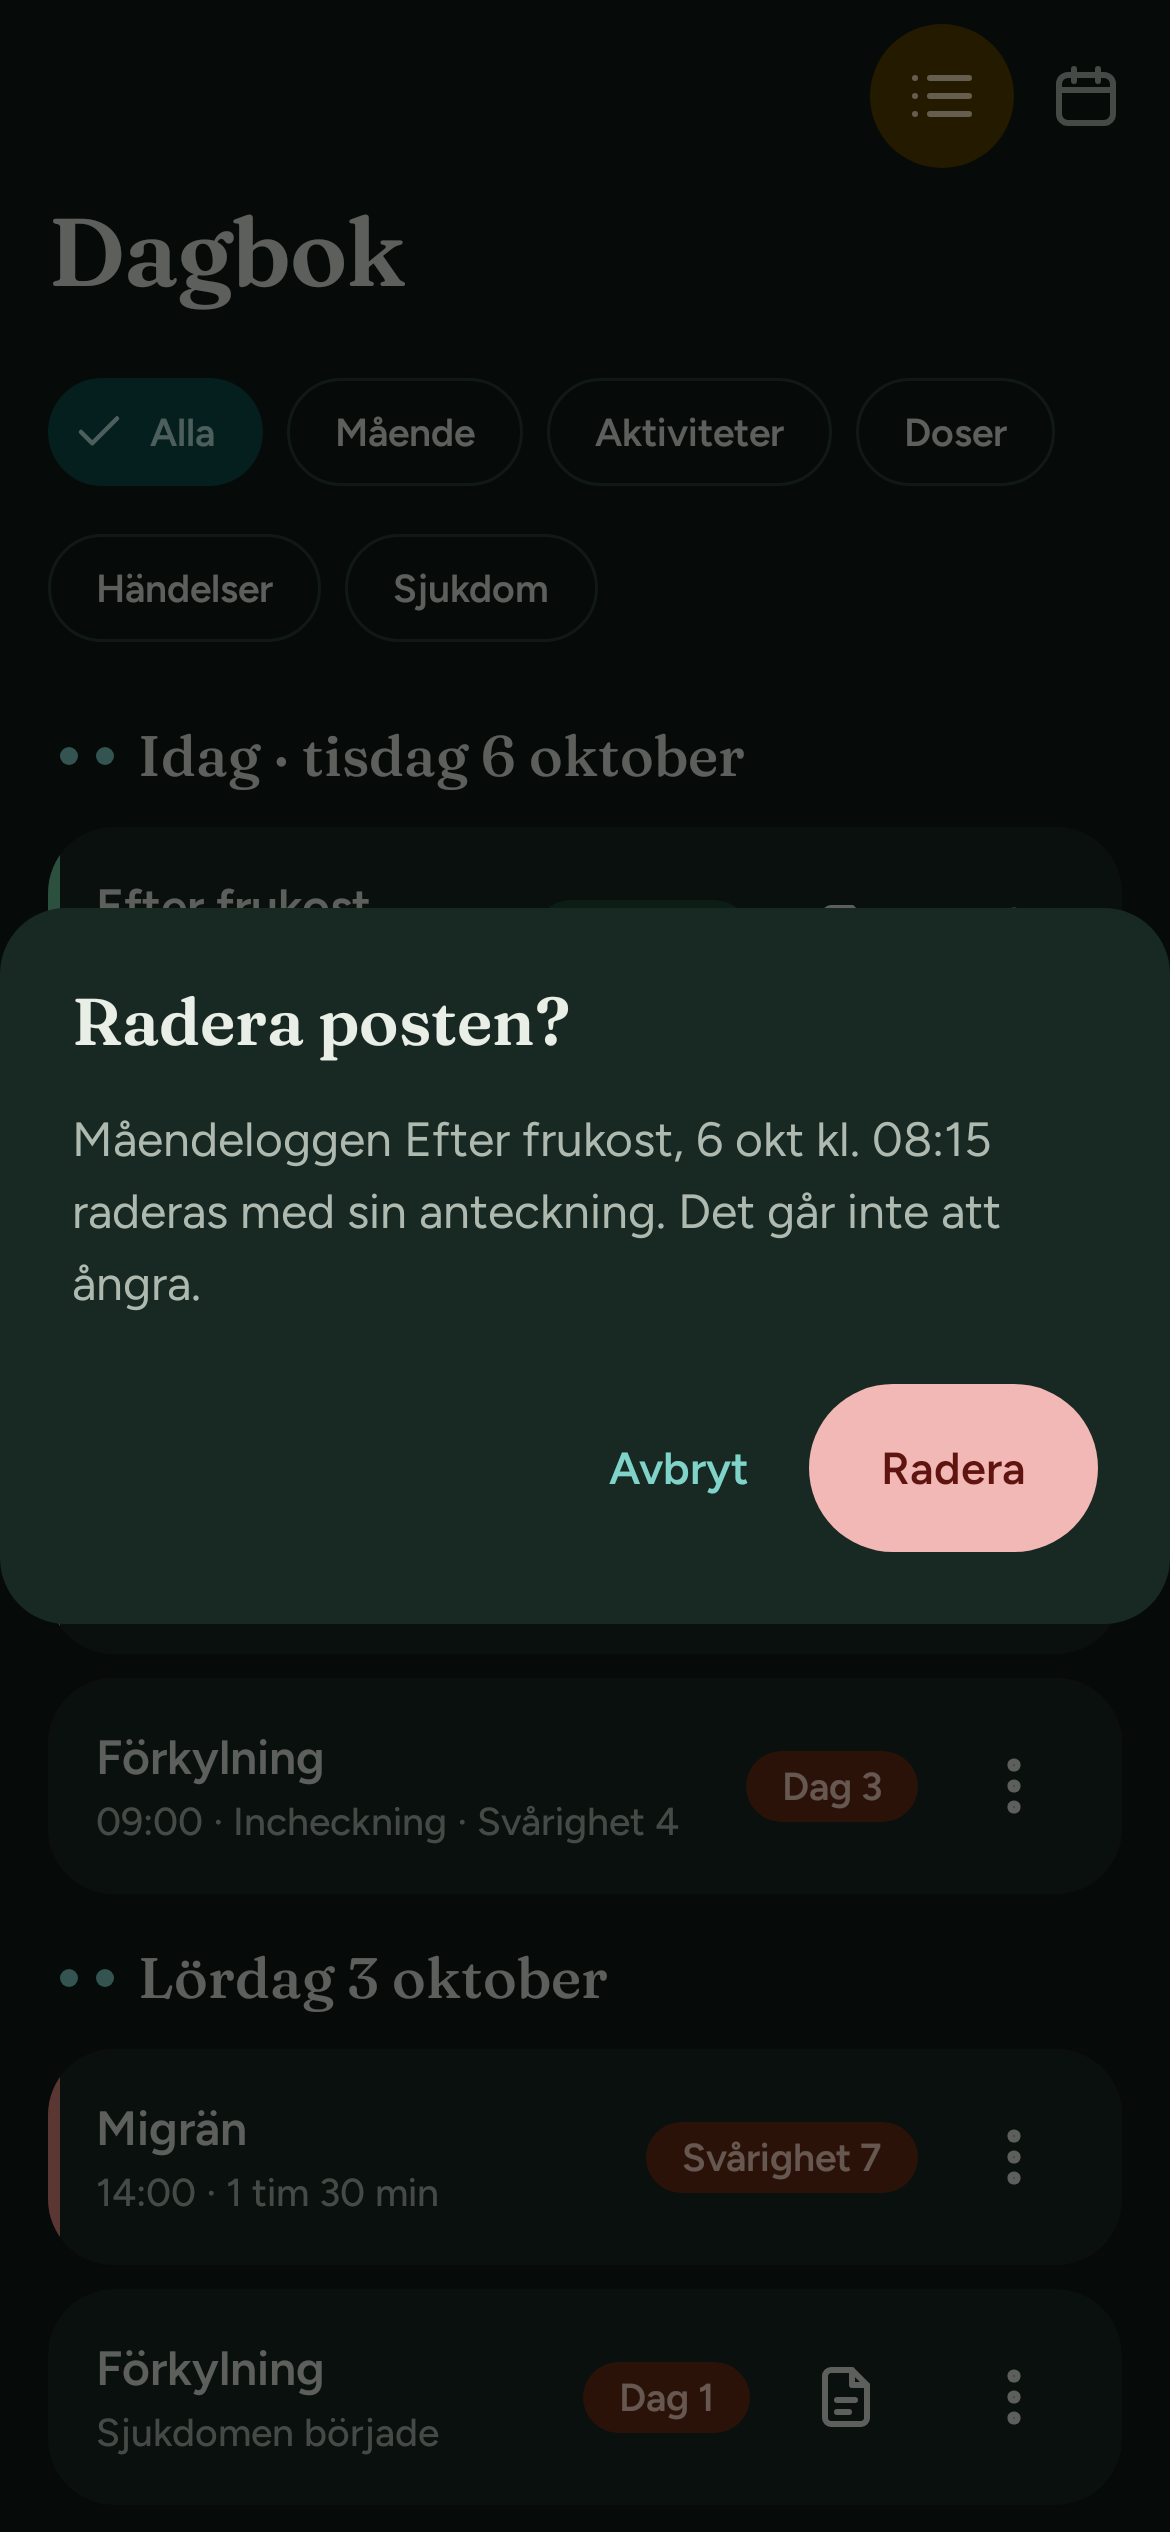 Dagbok
Alla
Mående
Aktiviteter
Doser
Händelser
Sjukdom
Idag · tisdag 6 oktober
Efter frukost
Radera posten?
Måendeloggen Efter frukost, 6 okt kl. 08:15
raderas med sin anteckning. Det går inte att
ångra.
Avbryt
Radera
Förkylning
09:00 · Incheckning · Svårighet 4
Dag 3
Lördag 3 oktober
Migrän
14:00 · 1 tim 30 min
Svårighet 7
Förkylning
Sjukdomen började
Dag 1